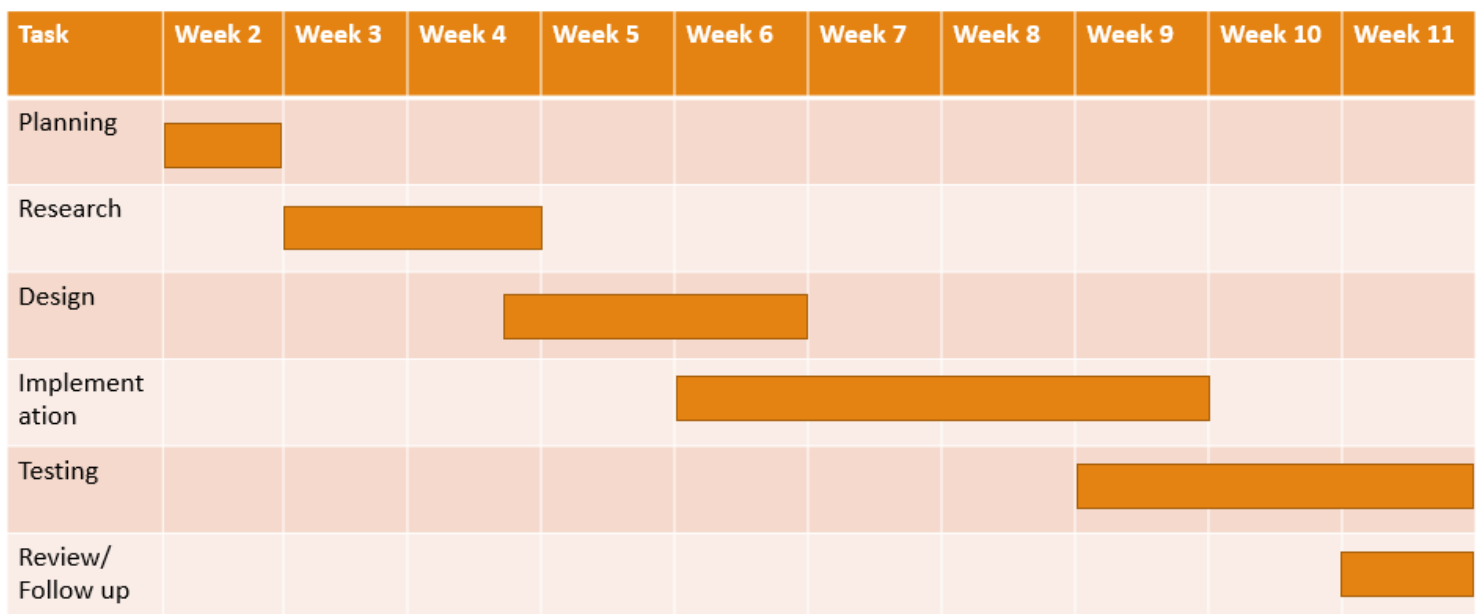 Task Week 2 Week 3 Week 4 Week 5 Week 6 Week 7 Week 8 Week 9 Week 10 Week 11
Planning
Research
Design
Implement
ation
Testing
Review/
Follow up